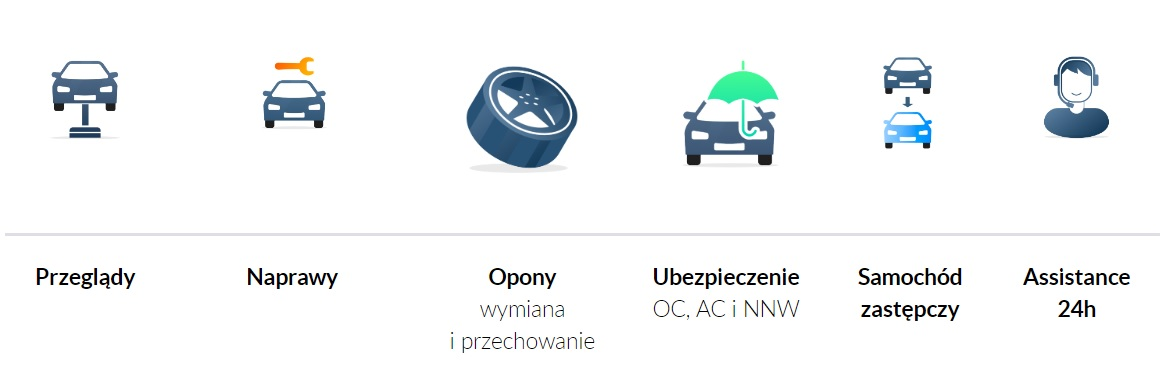 Przeglądy
Naprawy
Opony
wymiana
i przechowanie
Ubezpieczenie
OC, AC i NNW
Samochód
zastępczy
Assistance
24h